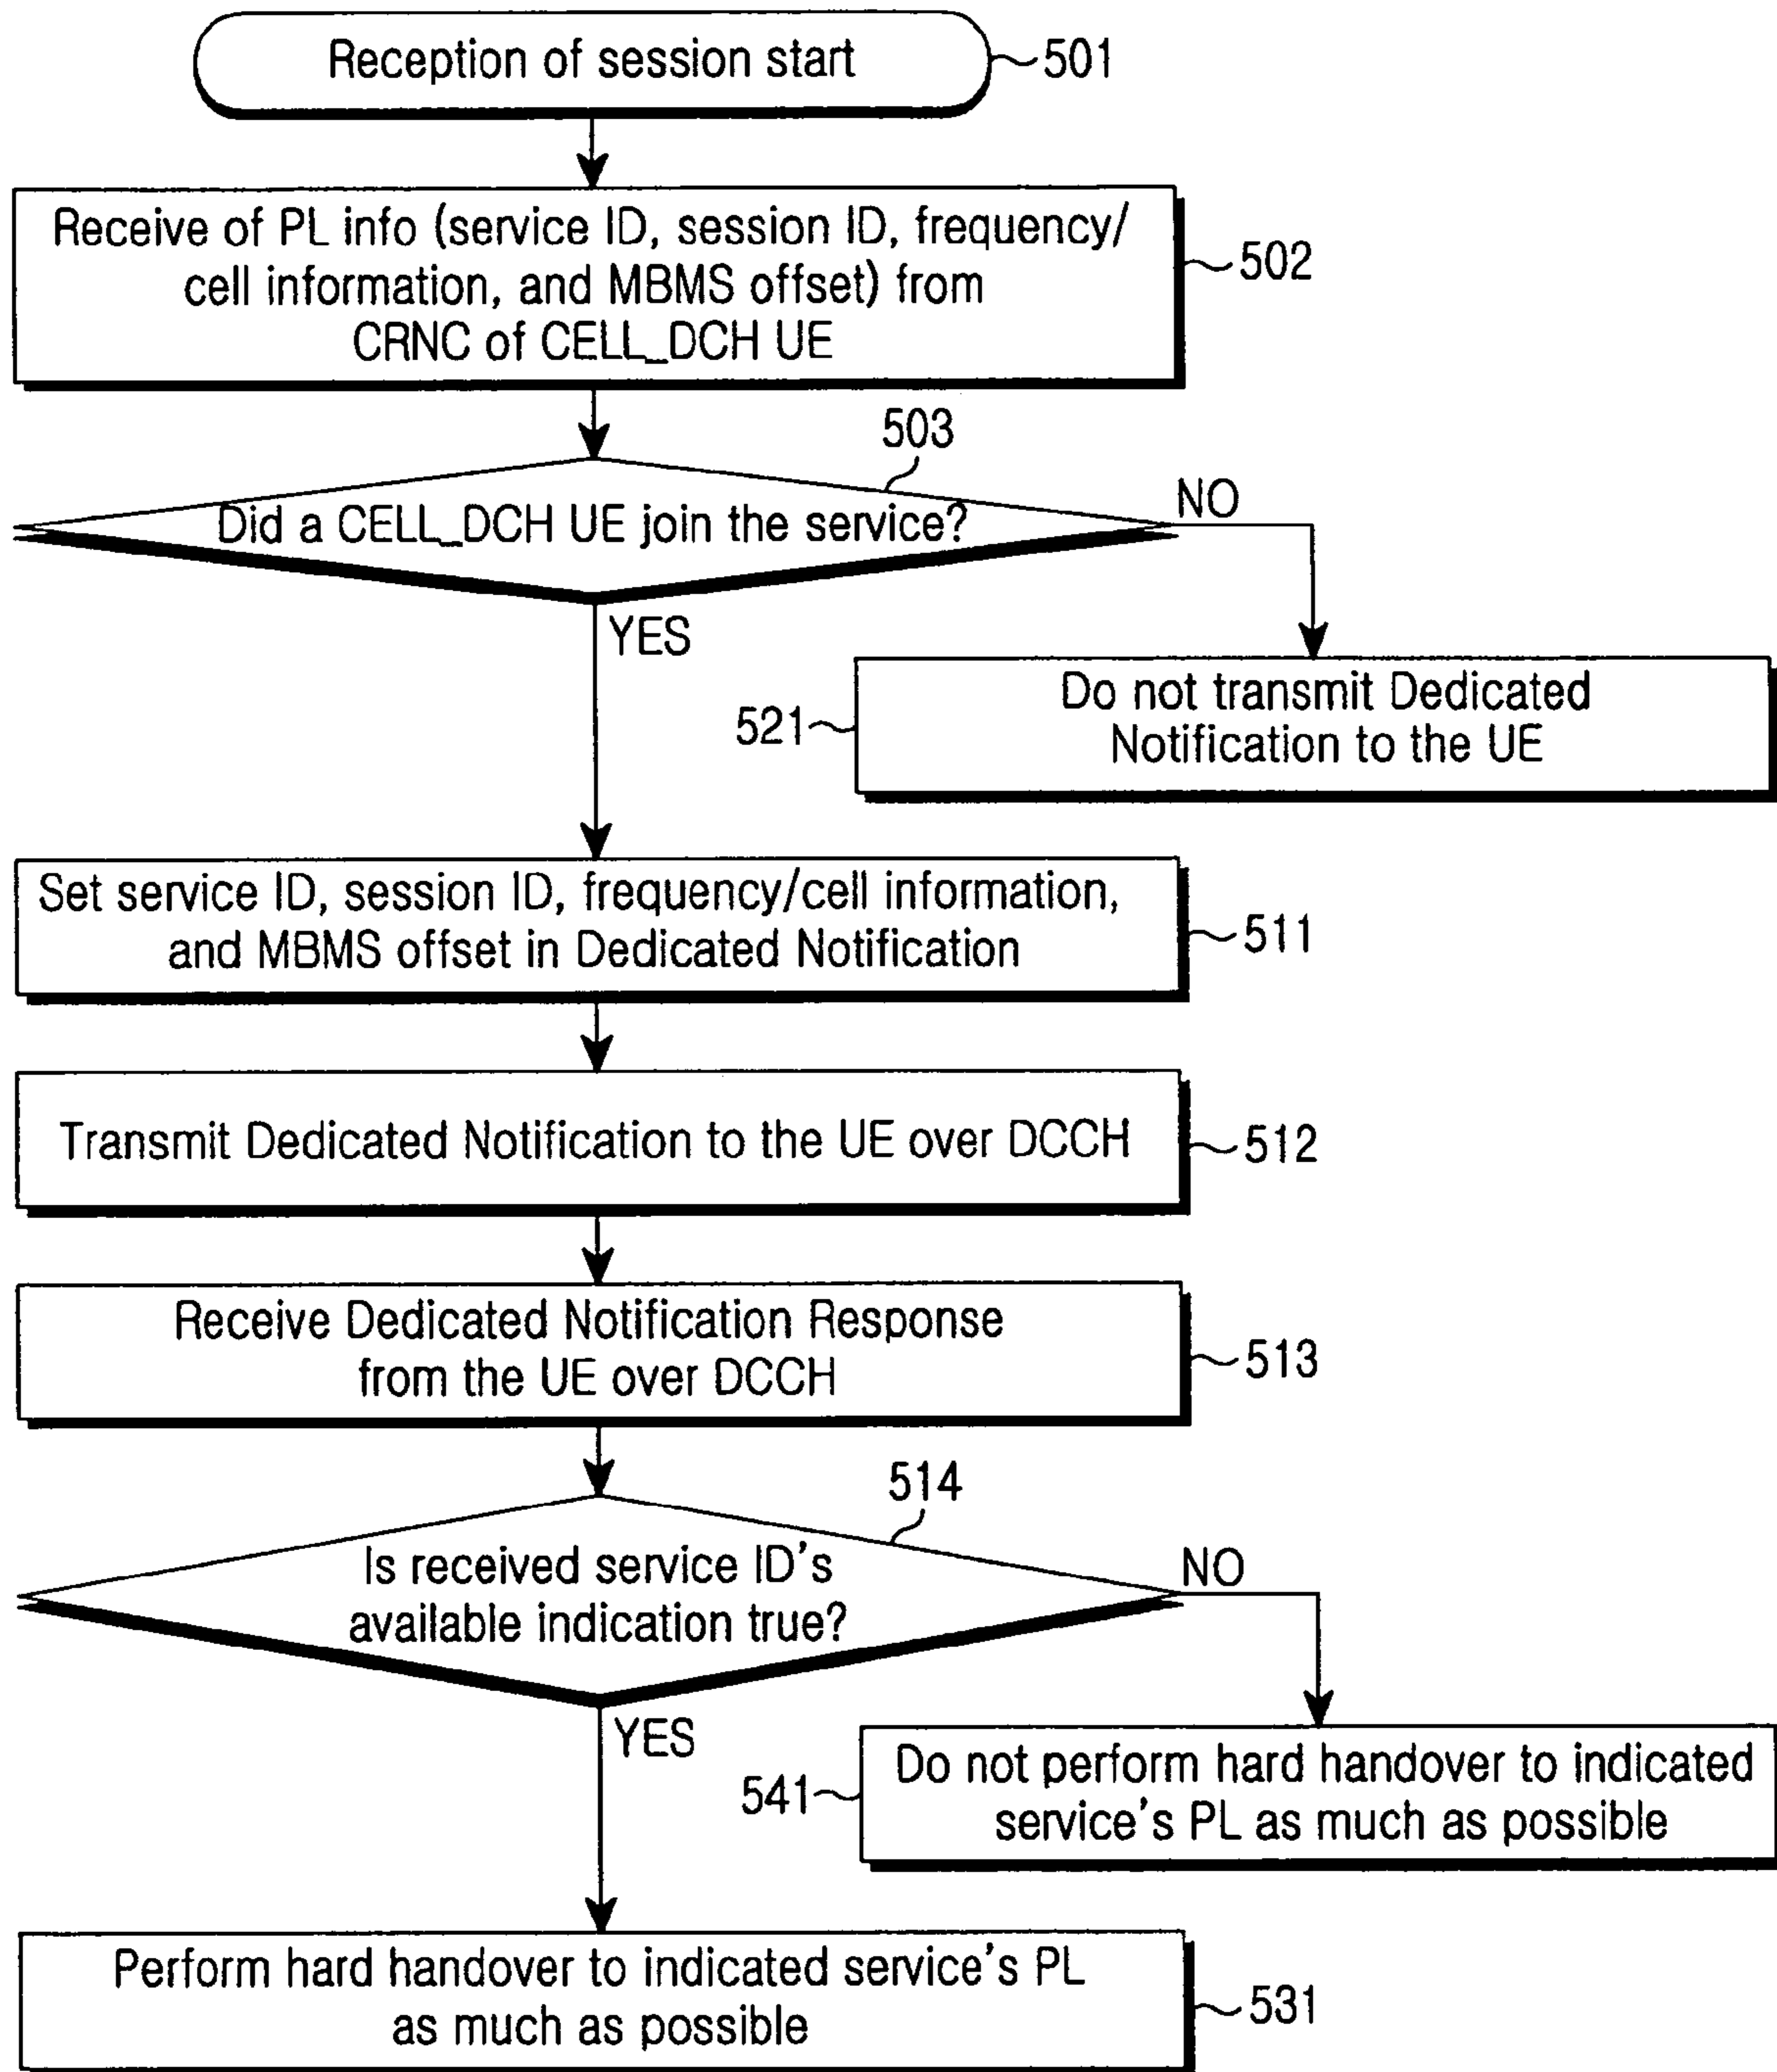 Reception of session start
501
Receive of PL info (service ID, session ID, frequency/
cell information, and MBMS offset) from
CRNC of CELL_DCH UE
502
503
Did a CELL_DCH UE join the service?
NO
YES
Do not transmit Dedicated
Notification to the UE
521
Set service ID, session ID, frequency/cell information,
and MBMS offset in Dedicated Notification
511
Transmit Dedicated Notification to the UE over DCCH
512
Receive Dedicated Notification Response
from the UE over DCCH
513
514
Is received service ID's
available indication true?
NO
YES
Do not perform hard handover to indicated
service's PL as much as possible
541
Perform hard handover to indicated service's PL
as much as possible
531